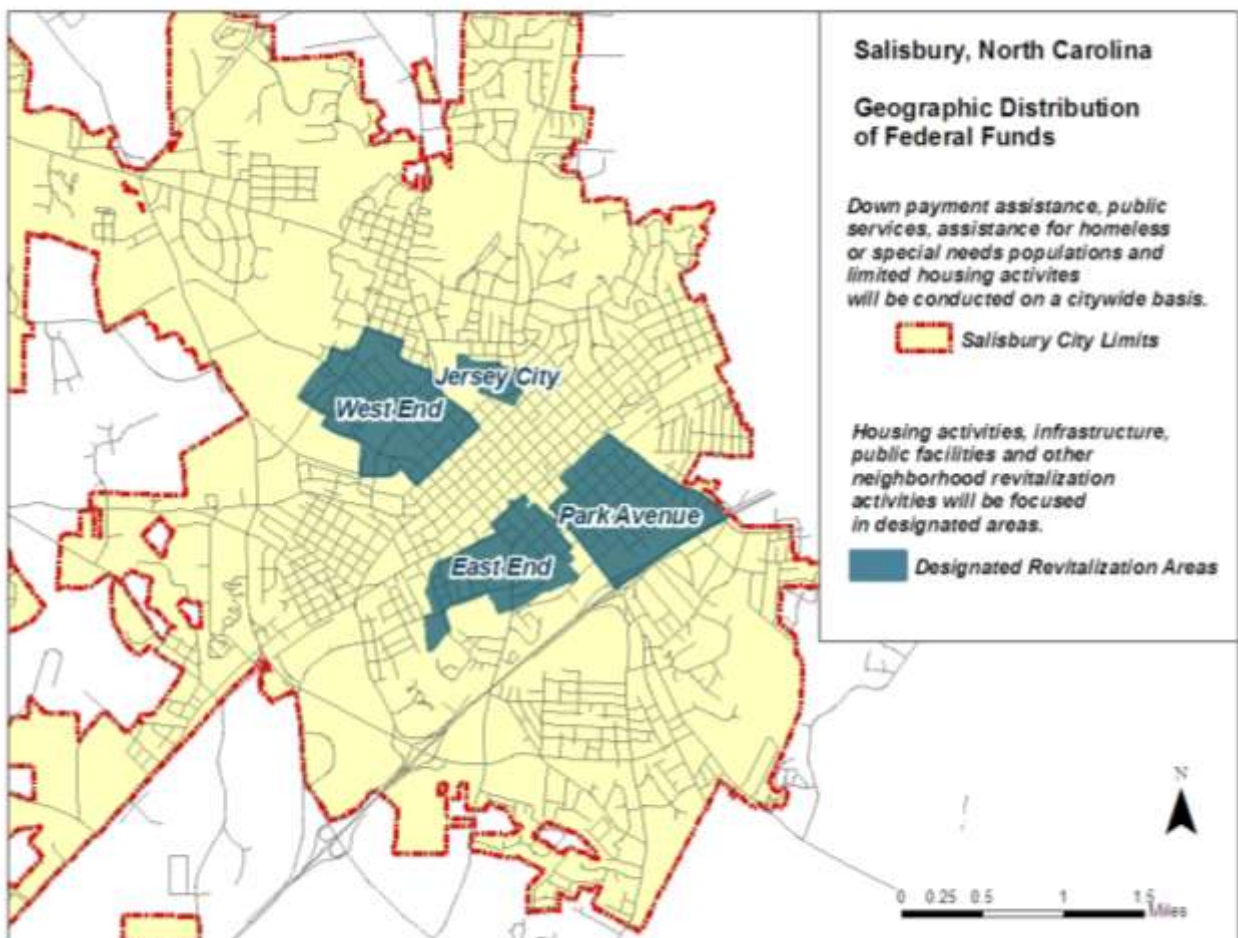 Salisbury, North Carolina
Geographic Distribution
of Federal Funds
Down payment assistance, public
services, assistance for homeless
or special needs populations and
limited housing activites
will be conducted on a citywide basis.
Salisbury City Limits
Housing activities, infrastructure,
public facilities and other
neighborhood revitalization
activities will be focused
in designated areas.
Designated Revitalization Areas
Jersey City
West End
Park Avenue
East End
N
0 0.25 0.5 1 1.5
Miles